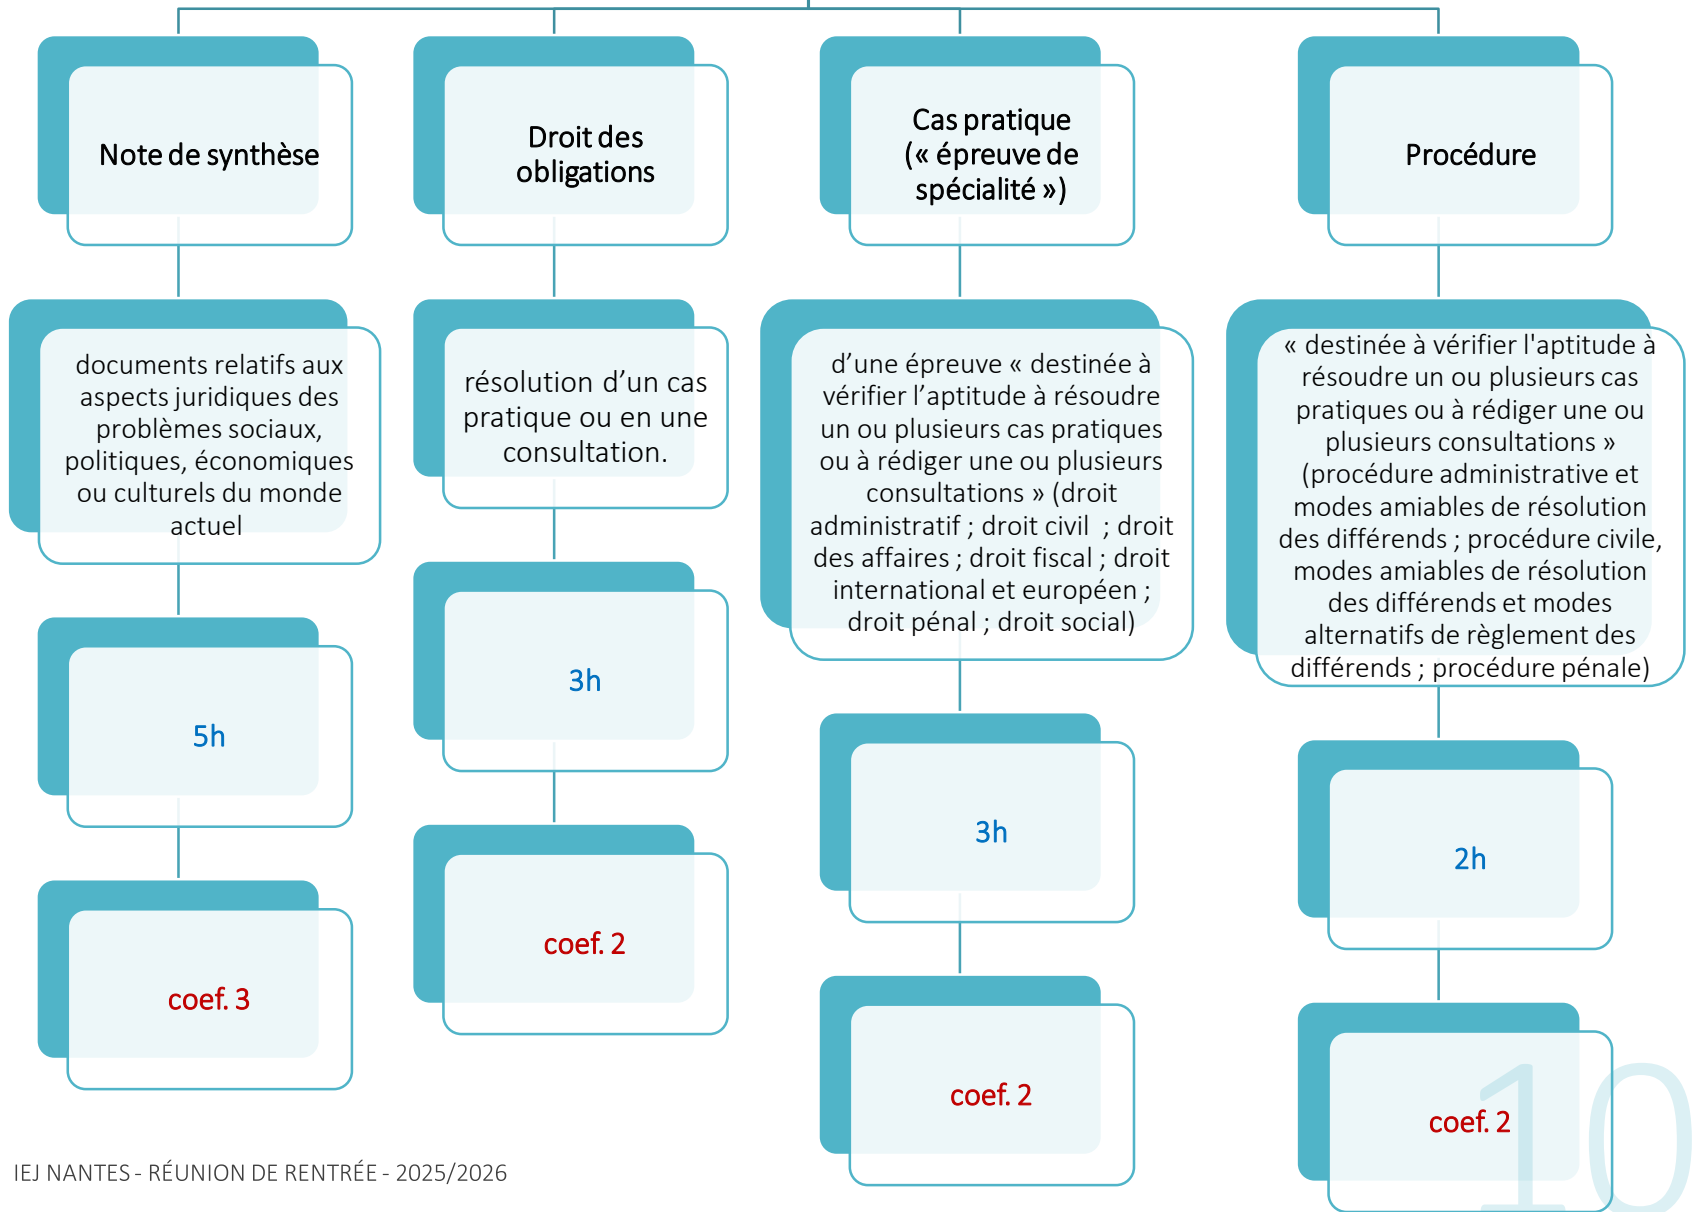 Note de synthèse
documents relatifs aux
aspects juridiques des
problèmes sociaux,
politiques, économiques
ou culturels du monde
actuel
5h
coef. 3
Droit des
obligations
résolution d’un cas
pratique ou en une
consultation.
3h
coef. 2
Cas pratique
(« épreuve de
spécialité »)
d’une épreuve « destinée à
vérifier l’aptitude à résoudre
un ou plusieurs cas pratiques
ou à rédiger une ou plusieurs
consultations » (droit
administratif ; droit civil  ; droit
des affaires ; droit fiscal ; droit
international et européen ;
droit pénal ; droit social)
3h
coef. 2
Procédure
« destinée à vérifier l'aptitude à
résoudre un ou plusieurs cas
pratiques ou à rédiger une ou
plusieurs consultations »
(procédure administrative et
modes amiables de résolution
des différends ; procédure civile,
modes amiables de résolution
des différends et modes
alternatifs de règlement des
différends ; procédure pénale)
2h
coef. 2
IEJ NANTES - RÉUNION DE RENTRÉE - 2025/2026
10